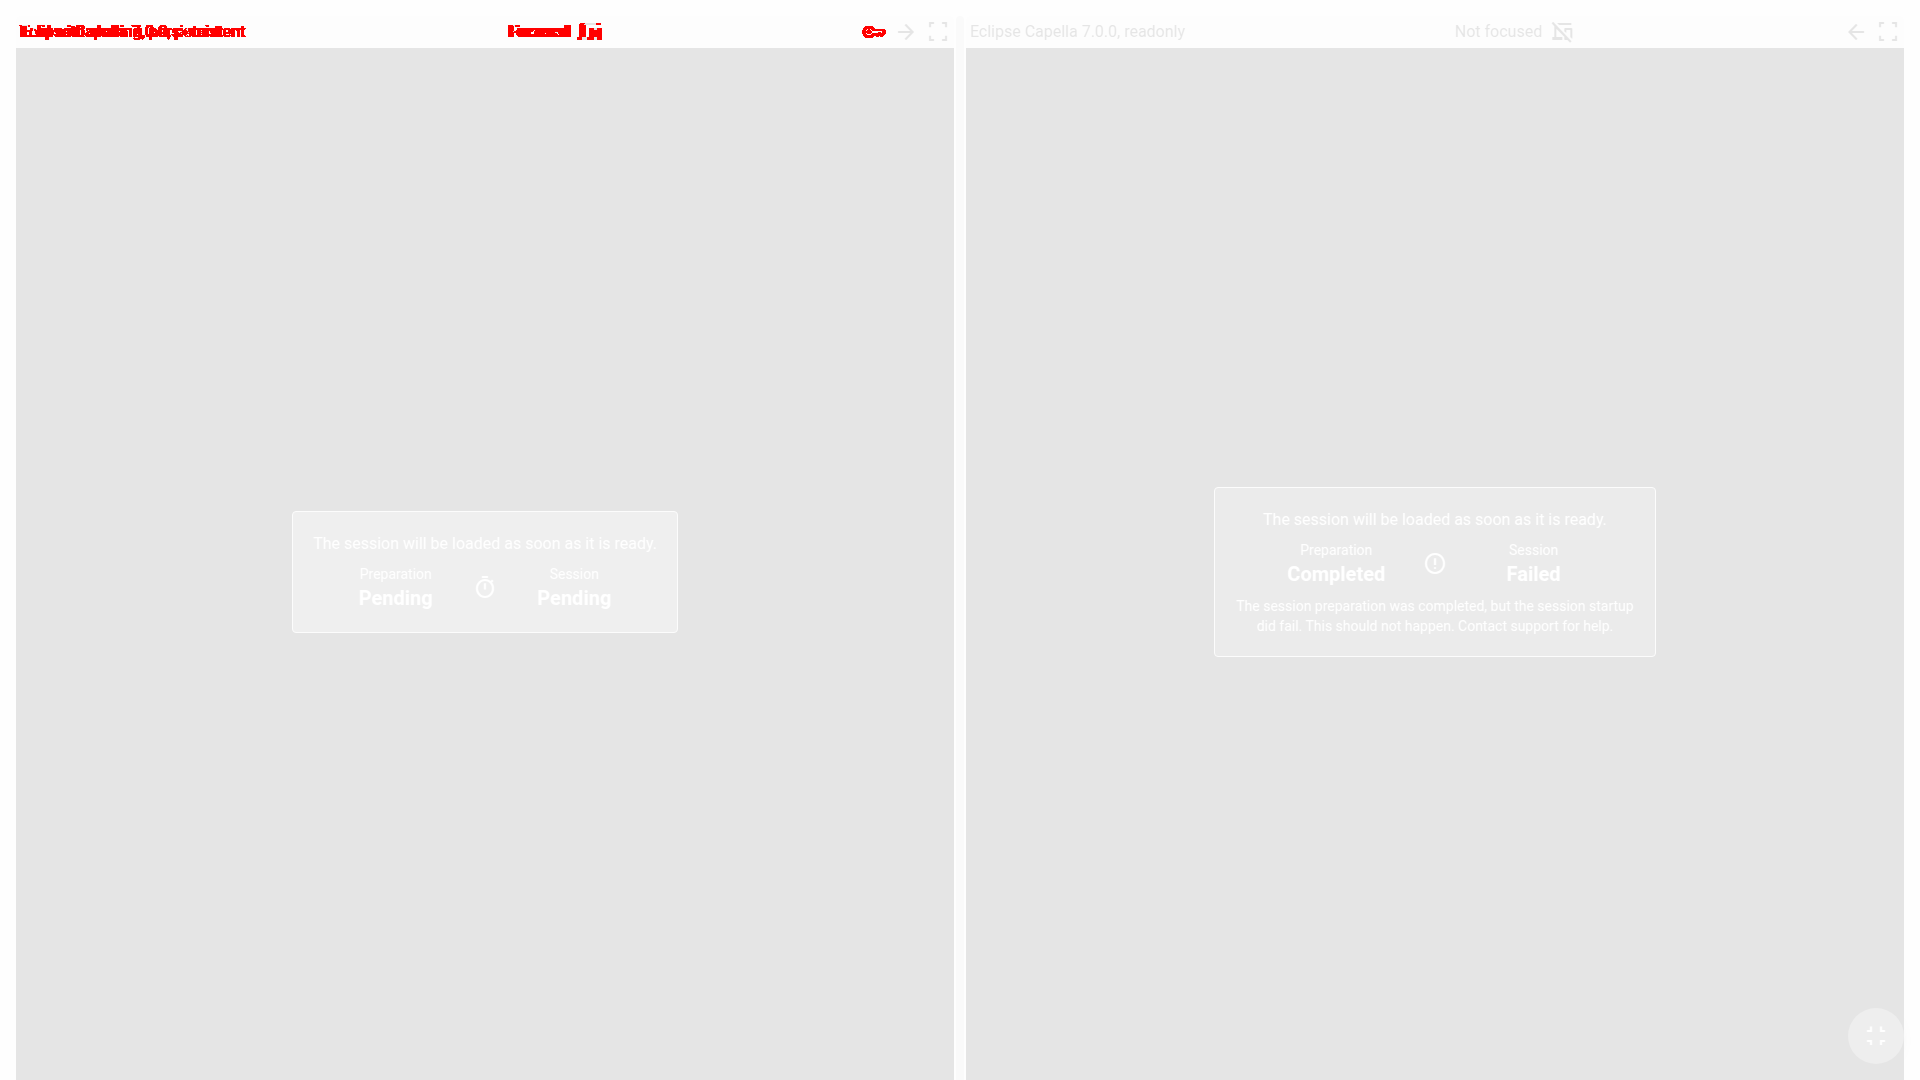 Eclipse Capella 7.0.0, readonly
Not focused
The session will be loaded as soon as it is ready.
Preparation
Pending
Session
Pending
The session will be loaded as soon as it is ready.
Preparation
Completed
Session
Failed
The session preparation was completed, but the session startup
did fail. This should not happen. Contact support for help.